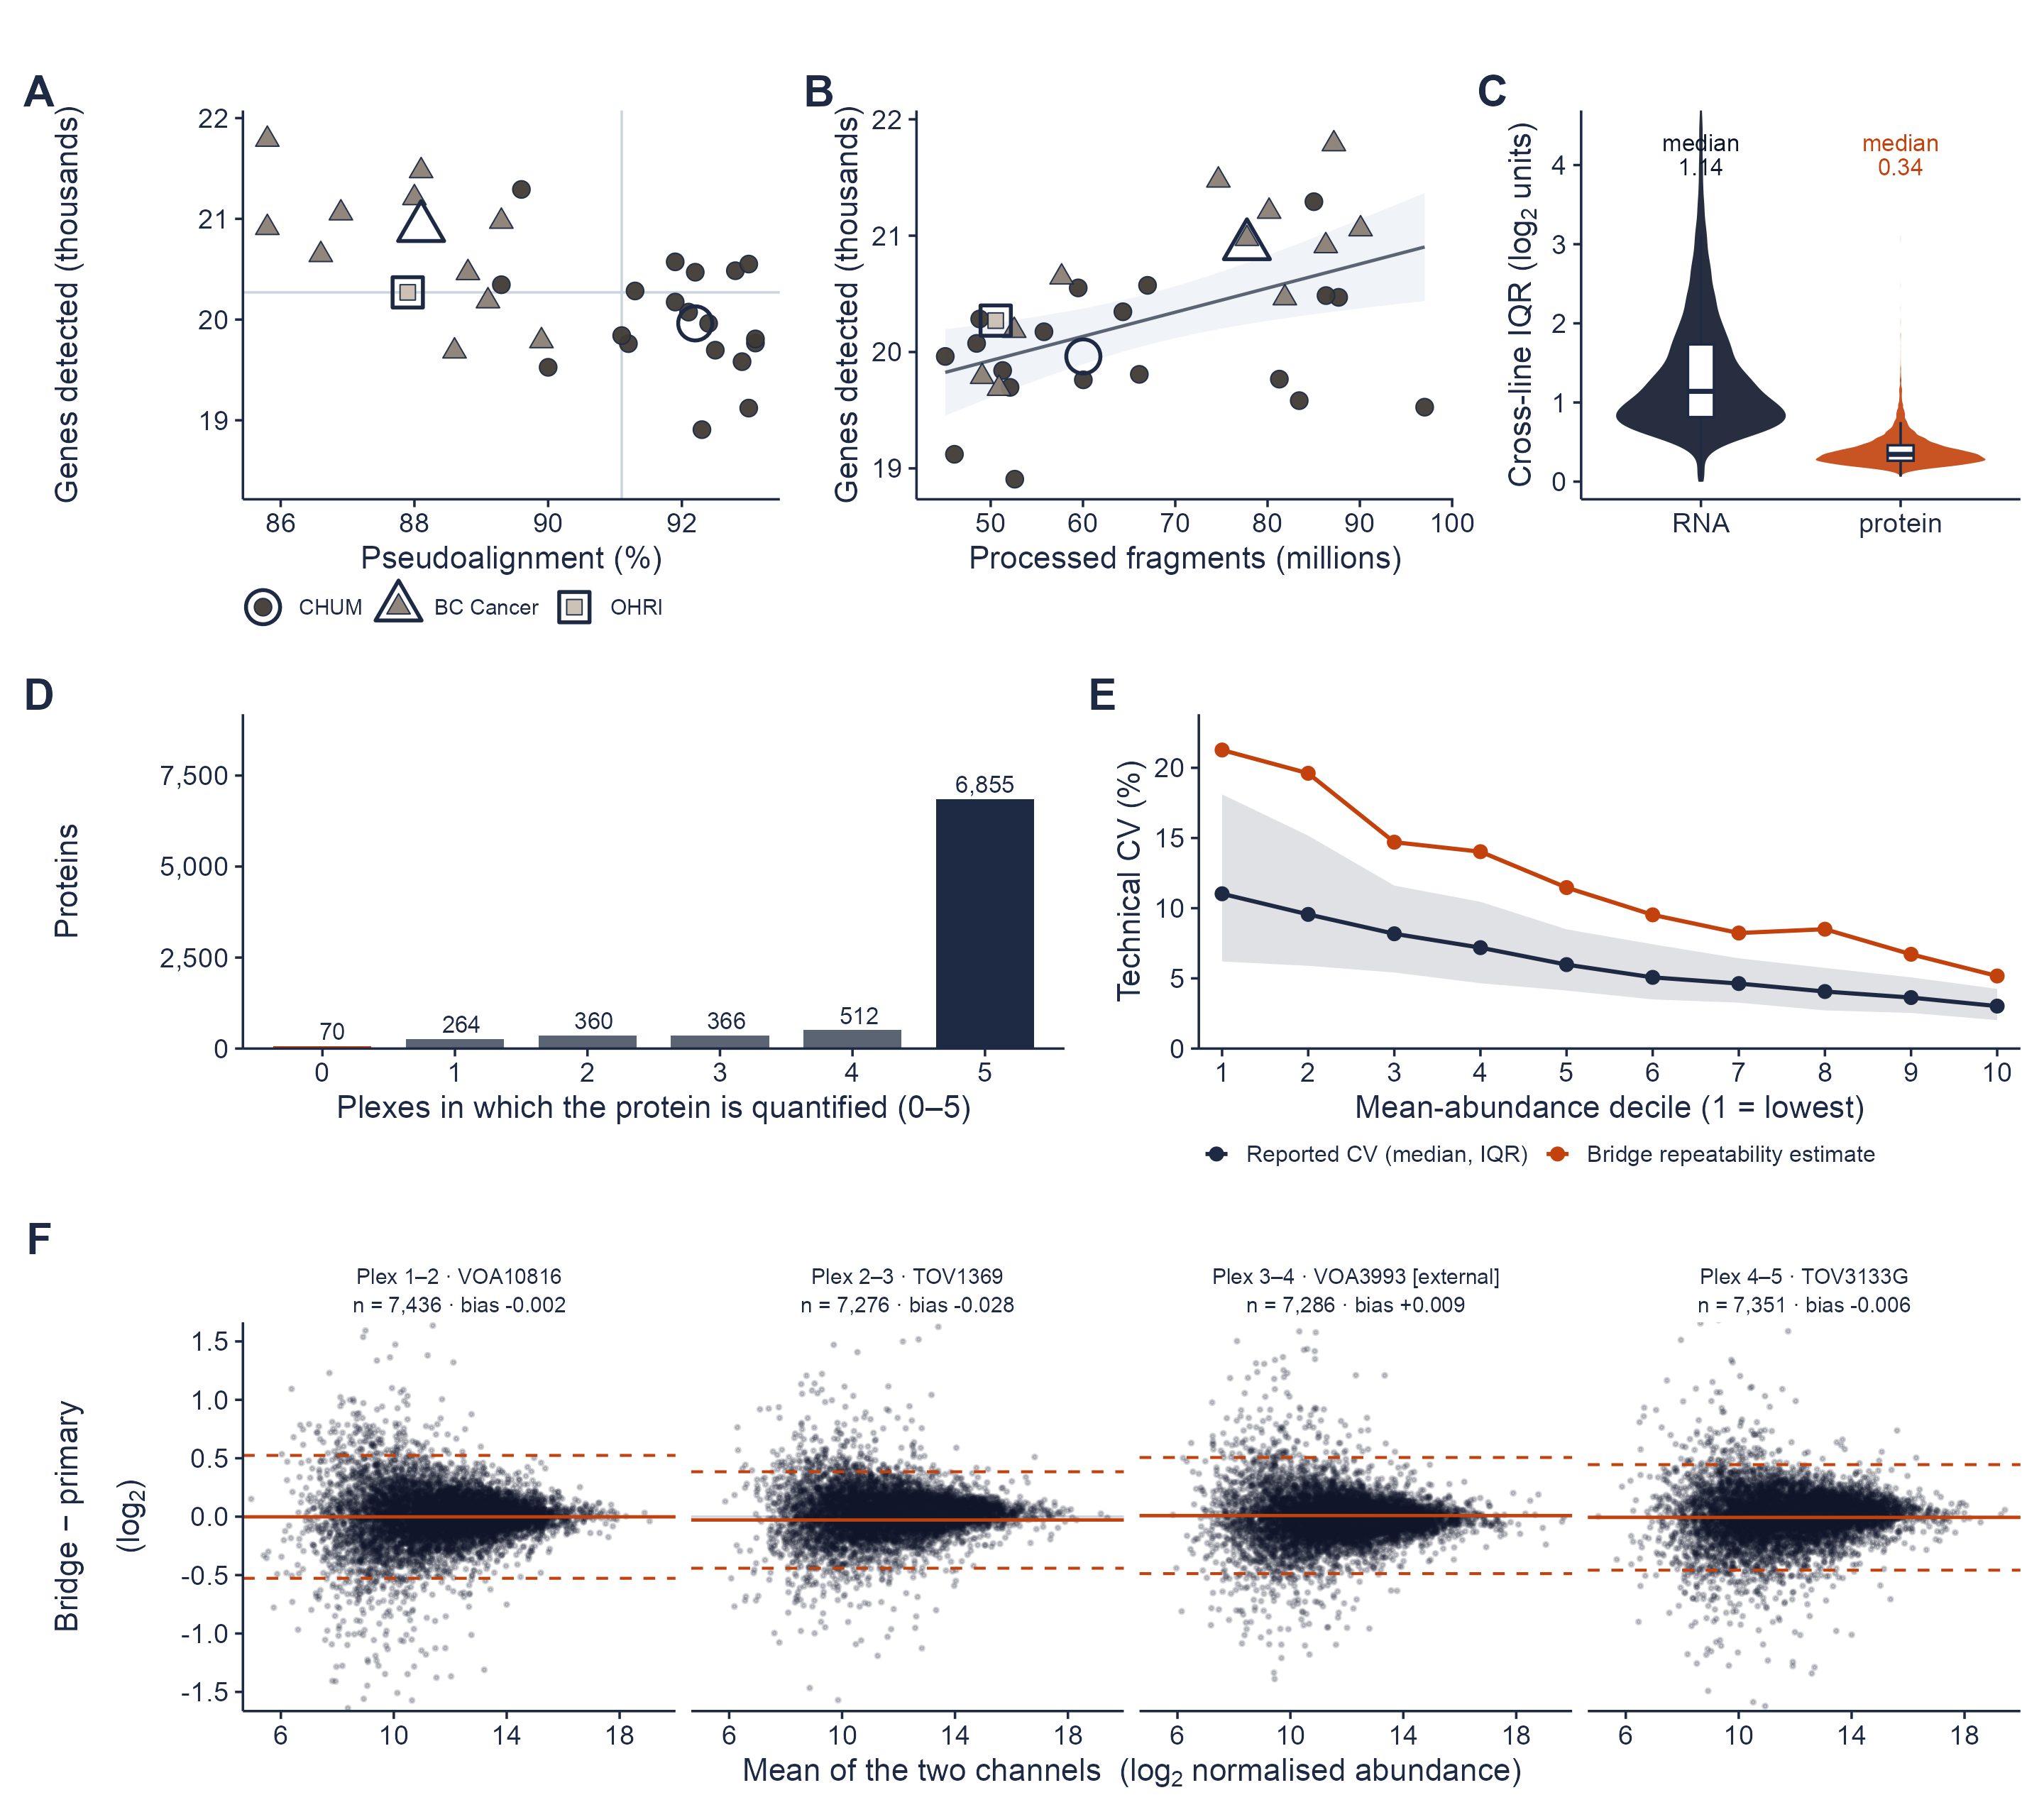 A
Genes detected (thousands)
22
21
20
19
86
88
90
92
Pseudoalignment (%)
CHUM
BC Cancer
OHRI
B
Genes detected (thousands)
22
21
20
19
50
60
70
80
90
100
Processed fragments (millions)
C
Cross-line IQR (log2 units)
4
3
2
1
0
median
1.14
median
0.34
RNA
protein
D
Proteins
7,500
5,000
2,500
0
70
264
360
366
512
6,855
0
1
2
3
4
5
Plexes in which the protein is quantified (0–5)
E
Technical CV (%)
20
15
10
5
0
1
2
3
4
5
6
7
8
9
10
Mean-abundance decile (1 = lowest)
Reported CV (median, IQR)
Bridge repeatability estimate
F
Bridge − primary
(log2)
Plex 1–2 · VOA10816
n = 7,436 · bias -0.002
Plex 2–3 · TOV1369
n = 7,276 · bias -0.028
Plex 3–4 · VOA3993 [external]
n = 7,286 · bias +0.009
Plex 4–5 · TOV3133G
n = 7,351 · bias -0.006
1.5
1.0
0.5
0.0
-0.5
-1.0
-1.5
6
10
14
18
6
10
14
18
6
10
14
18
6
10
14
18
Mean of the two channels (log2 normalised abundance)